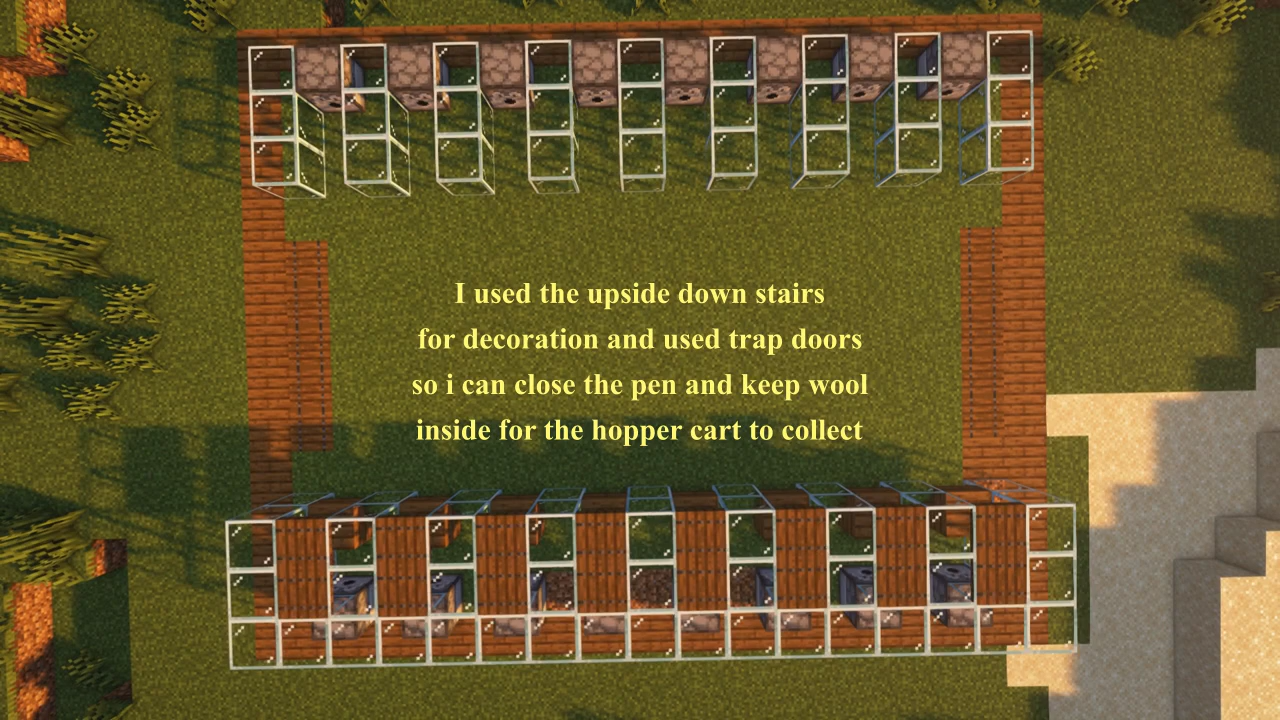 I used the upside down stairs
for decoration and used trap doors
so i can close the pen and keep wool
inside for the hopper cart to collect